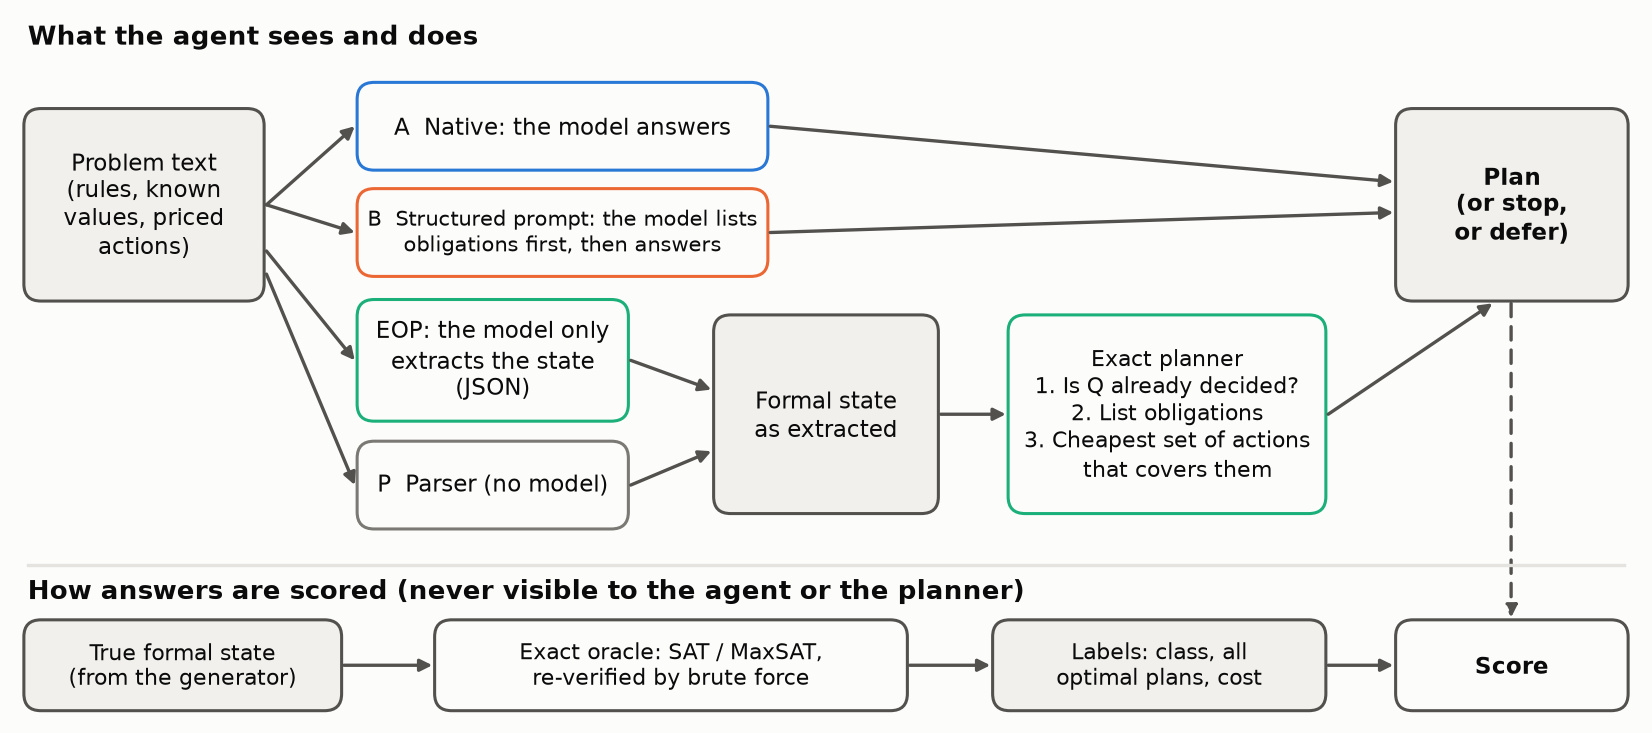 What the agent sees and does
Problem text
(rules, known
values, priced
actions)
A  Native: the model answers
B  Structured prompt: the model lists
obligations first, then answers
EOP: the model only
extracts the state
(JSON)
P  Parser (no model)
Formal state
as extracted
Exact planner
1. Is Q already decided?
2. List obligations
3. Cheapest set of actions
that covers them
Plan
(or stop,
or defer)
How answers are scored (never visible to the agent or the planner)
True formal state
(from the generator)
Exact oracle: SAT / MaxSAT,
re-verified by brute force
Labels: class, all
optimal plans, cost
Score